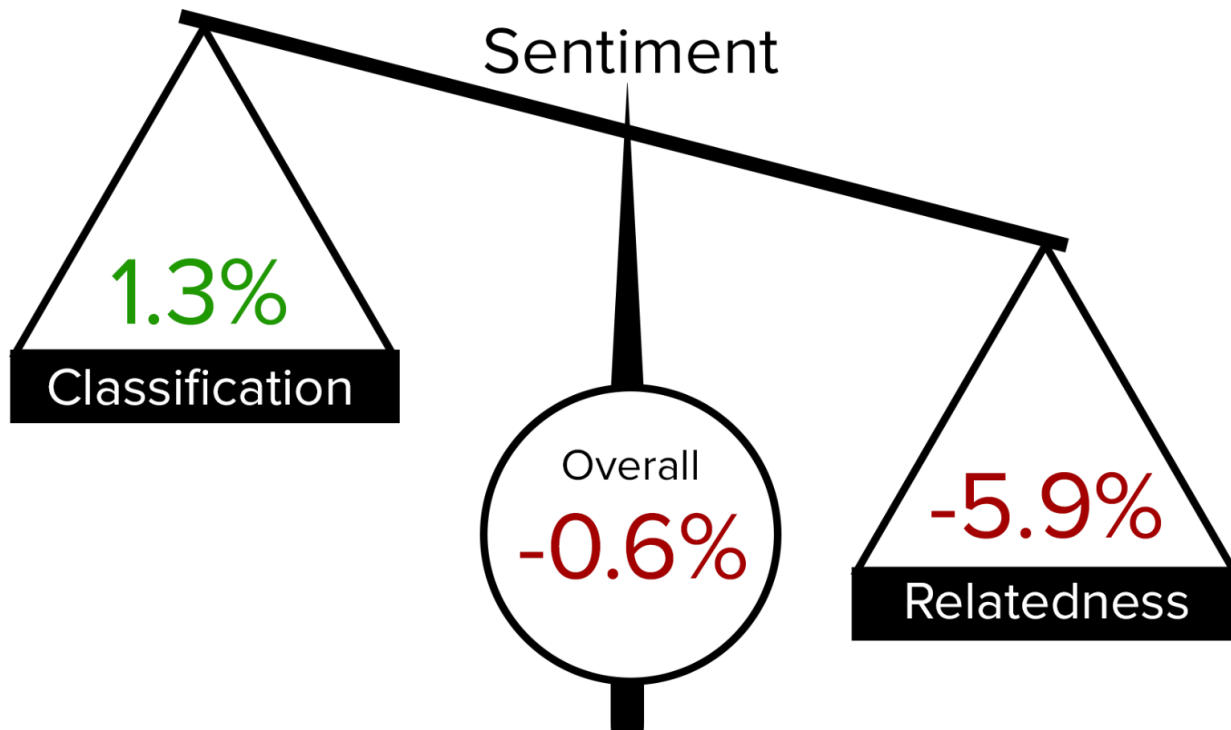 Sentiment
1.3%
Classification
Overall
-0.6%
-5.9%
Relatedness